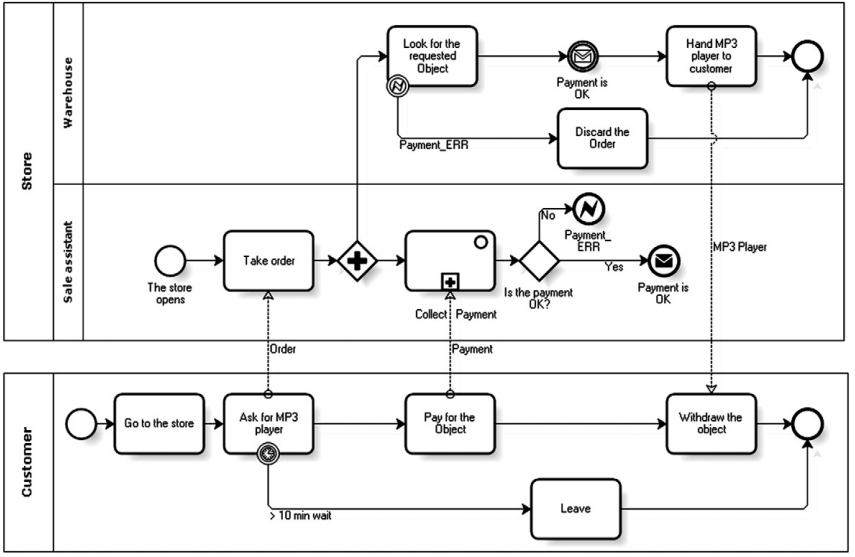 Store
Warehouse
Look for the
requested
Object
Payment is
OK
Hand MP3
player to
customer
Payment_ERR
Discard the
Order
Sale assistant
The store
opens
Take order
Collect Payment
Is the payment
OK?
No
Payment_
ERR
Yes
Payment is
OK
MP3 Player
Order
Payment
Customer
Go to the store
Ask for MP3
player
Pay for the
Object
Withdraw the
object
> 10 min wait
Leave